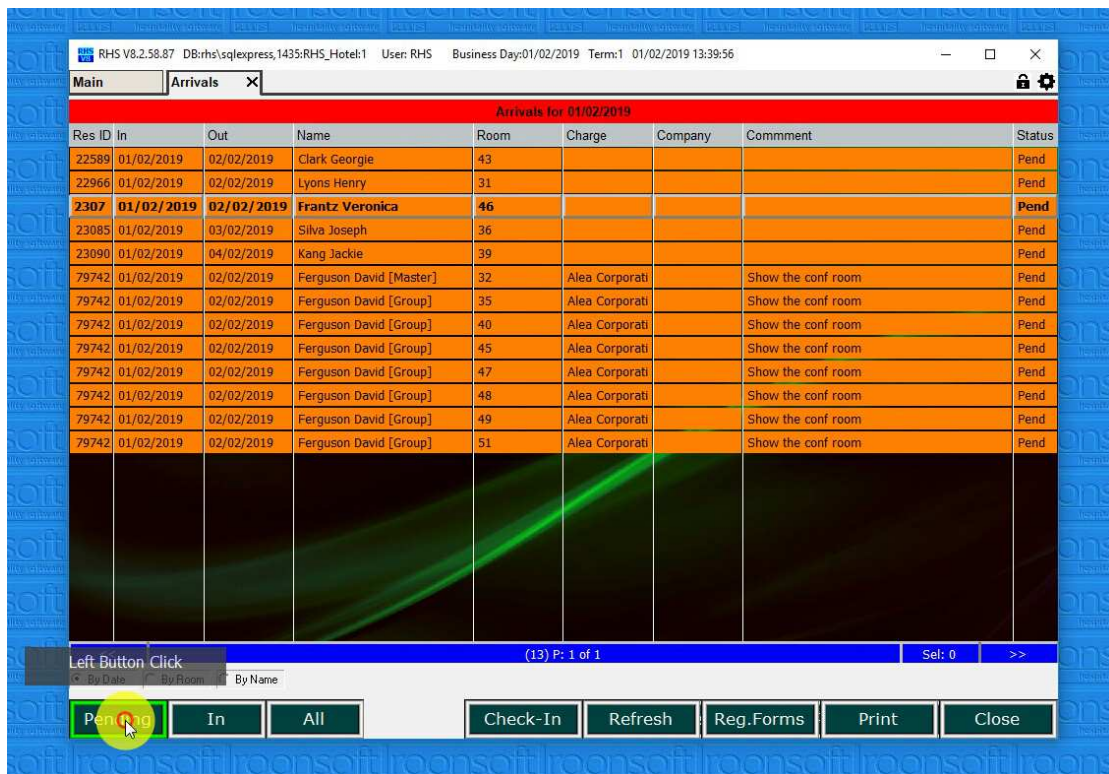 RHS V8.2.58.87 DB:rhs\sqlexpress,1435:RHS_Hotel:1 User: RHS Business Day:01/02/2019 Term:1 01/02/2019 13:39:56
Main Arrivals X
Arrivals for 01/02/2019
Res ID In Out Name Room Charge Company Commment Status
22589 01/02/2019 02/02/2019 Clark Georgie 43 Pend
22966 01/02/2019 02/02/2019 Lyons Henry 31 Pend
2307 01/02/2019 02/02/2019 Frantz Veronica 46 Pend
23085 01/02/2019 03/02/2019 Silva Joseph 36 Pend
23090 01/02/2019 04/02/2019 Kang Jackie 39 Pend
79742 01/02/2019 02/02/2019 Ferguson David [Master] 32 Alea Corporati Show the conf room Pend
79742 01/02/2019 02/02/2019 Ferguson David [Group] 35 Alea Corporati Show the conf room Pend
79742 01/02/2019 02/02/2019 Ferguson David [Group] 40 Alea Corporati Show the conf room Pend
79742 01/02/2019 02/02/2019 Ferguson David [Group] 45 Alea Corporati Show the conf room Pend
79742 01/02/2019 02/02/2019 Ferguson David [Group] 47 Alea Corporati Show the conf room Pend
79742 01/02/2019 02/02/2019 Ferguson David [Group] 48 Alea Corporati Show the conf room Pend
79742 01/02/2019 02/02/2019 Ferguson David [Group] 49 Alea Corporati Show the conf room Pend
79742 01/02/2019 02/02/2019 Ferguson David [Group] 51 Alea Corporati Show the conf room Pend
(13) P: 1 of 1 Sel: 0 >>
Left Button Click
By Date By Room By Name
Pending In All Check-In Refresh Reg.Forms Print Close